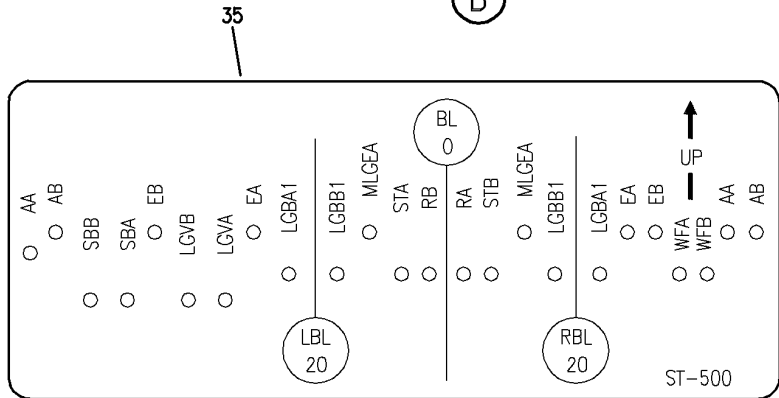 35
B
BL
0
UP
AA
AB
SBB
SBA
EB
LGVB
LGVA
EA
LGBA1
LGBB1
MLGEA
STA
RB
RA
STB
MLGEA
LGBB1
LGBA1
EA
EB
WFA
WFB
AA
AB
LBL
20
RBL
20
ST-500